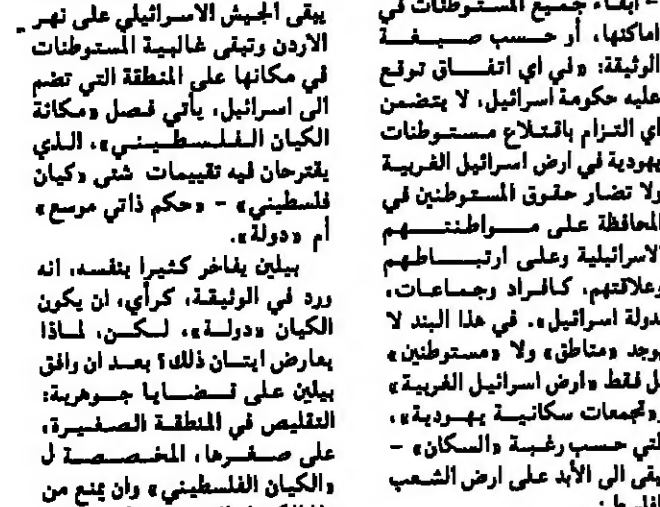 - ابقاء جميع المستوطنات في
اماكنها، أو حسب صيغة
الوثيقة: «في اي اتفاق توقع
عليه حكومة اسرائيل، لا يتضمن
اي التزام باقتلاع مستوطنات
يهودية في ارض اسرائيل الغربية
ولا تضار حقوق المستوطنين في
المحافظة على مواطنتهم
الاسرائيلية وعلى ارتباطهم
وعلاقتهم، كافراد وجماعات،
لدولة اسرائيل». في هذا البند لا
يوجد «مناطق» ولا «مستوطنين»
بل فقط «ارض اسرائيل الغربية»
و«تجمعات سكانية يهودية»،
التي حسب رغبة «السكان» -
تبقى الى الأبد على ارض الشعب
يبقى الجيش الاسرائيلي على نهر
الاردن وتبقى غالبية المستوطنات
في مكانها على المنطقة التي تضم
الى اسرائيل، يأتي فصل «مكانة
الكيان الفلسطيني»، الذي
يقترحان فيه تقييمات شتى «كيان
فلسطيني» - «حكم ذاتي موسع»
أم «دولة».
بيلين يفاخر كثيرا بنفسه، انه
ورد في الوثيقة، كرأي، ان يكون
الكيان «دولة»، لكن، لماذا
يعارض ايتان ذلك؟ بعد ان وافق
بيلين على قضايا جوهرية:
التقليص في المنطقة الصغيرة،
على صغرها، المخصصة ل
«الكيان الفلسطيني» وان يمنع من